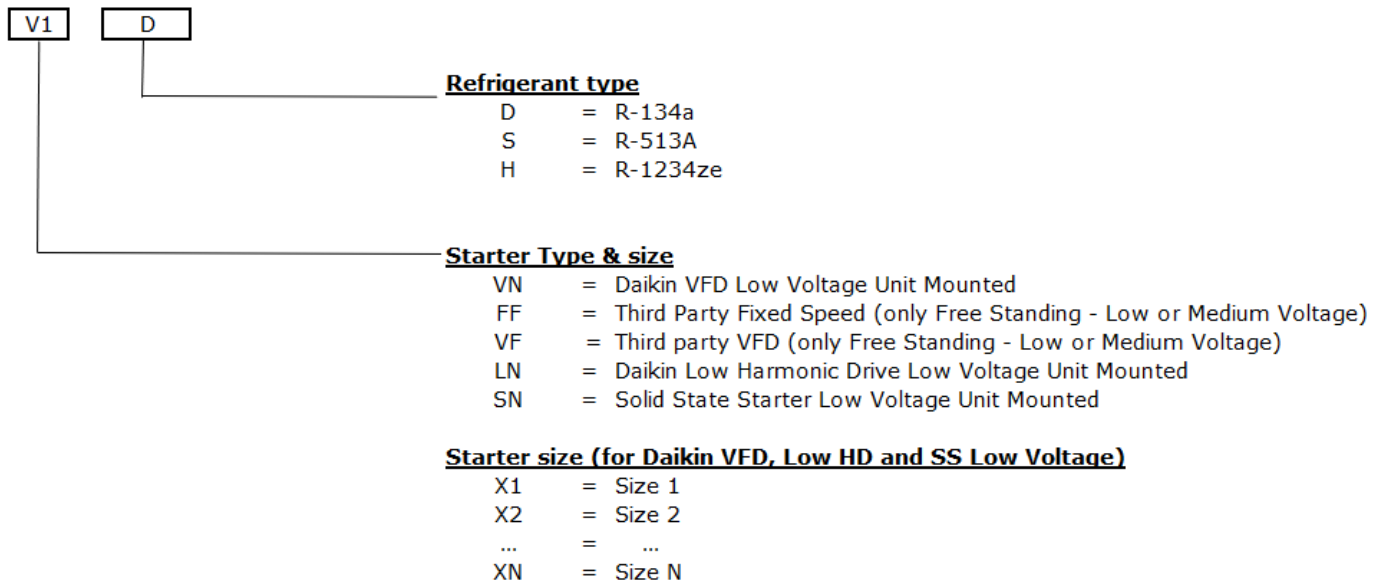 V1 D
Refrigerant type
D = R-134a
S = R-513A
H = R-1234ze
Starter Type & size
VN = Daikin VFD Low Voltage Unit Mounted
FF = Third Party Fixed Speed (only Free Standing - Low or Medium Voltage)
VF = Third party VFD (only Free Standing - Low or Medium Voltage)
LN = Daikin Low Harmonic Drive Low Voltage Unit Mounted
SN = Solid State Starter Low Voltage Unit Mounted
Starter size (for Daikin VFD, Low HD and SS Low Voltage)
X1 = Size 1
X2 = Size 2
... = ...
XN = Size N